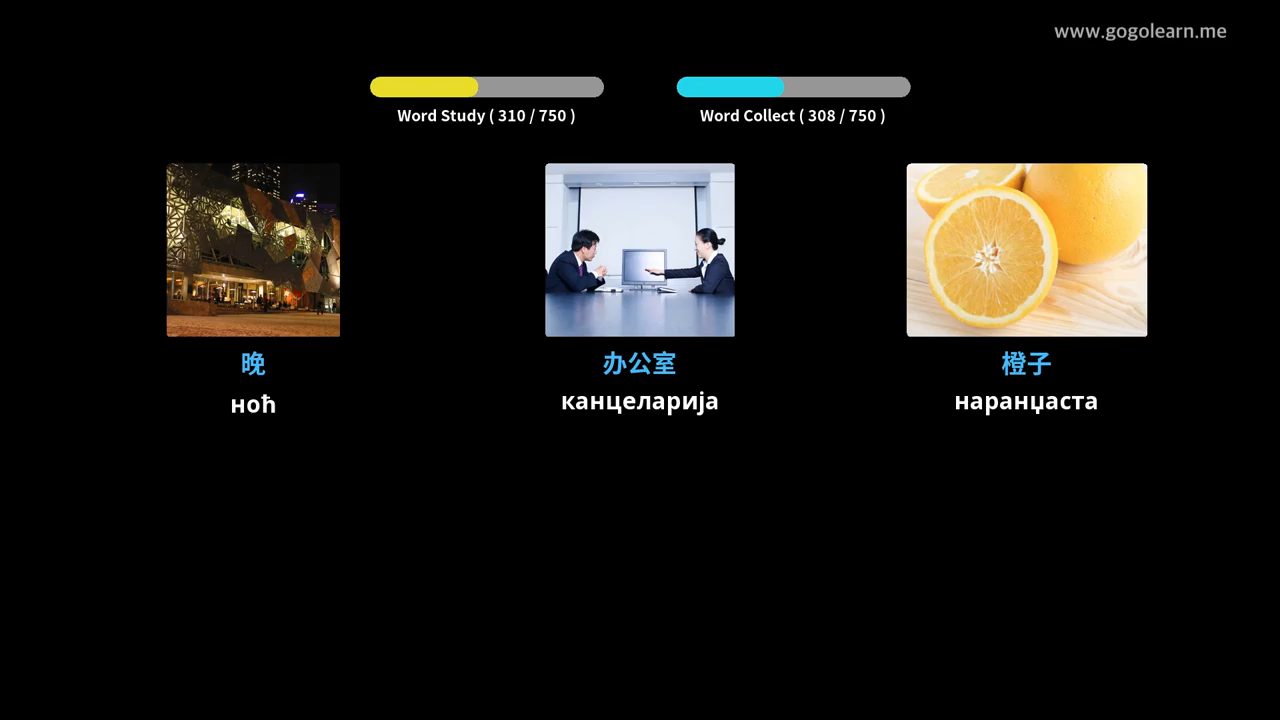 www.gogolearn.me
Word Study ( 310 / 750 )
Word Collect ( 308 / 750 )
晚
办公室
橙子
ноћ
канцеларија
наранџаста